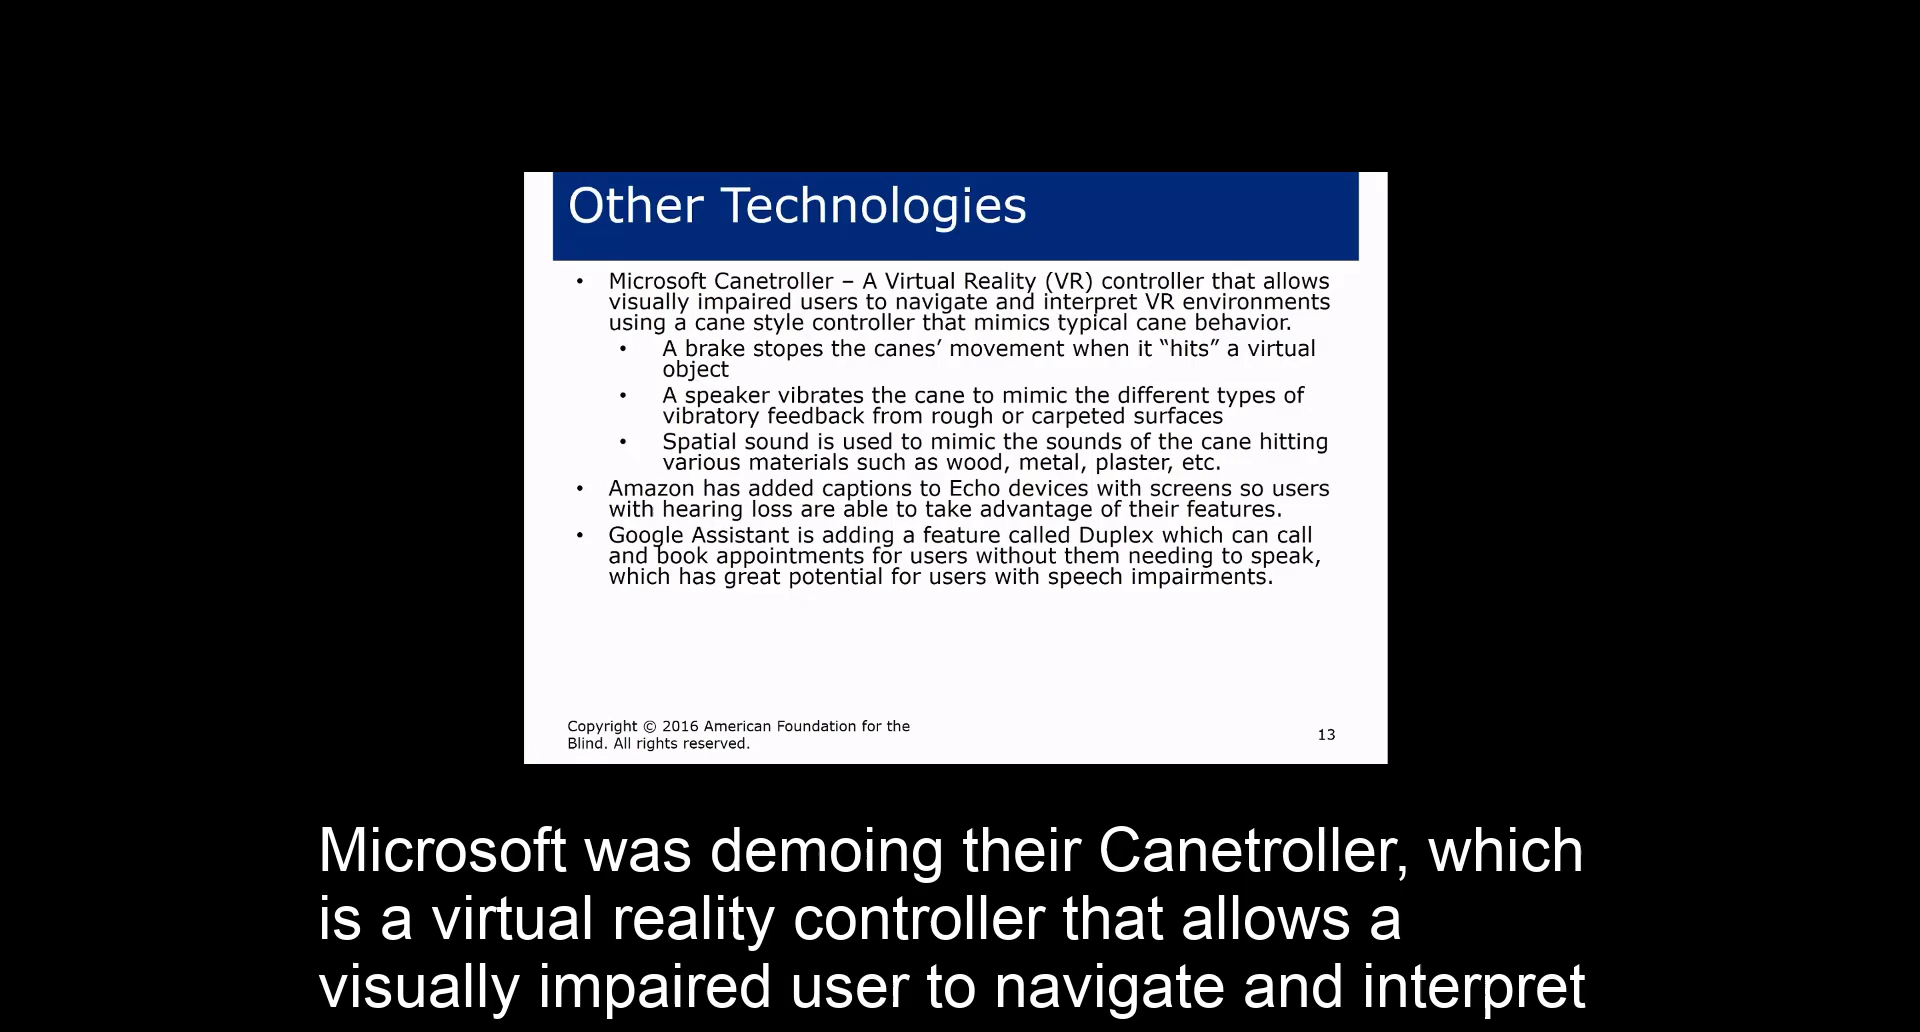 Other Technologies
• Microsoft Canetroller – A Virtual Reality (VR) controller that allows
visually impaired users to navigate and interpret VR environments
using a cane style controller that mimics typical cane behavior.
• A brake stopes the canes’ movement when it “hits” a virtual
object
• A speaker vibrates the cane to mimic the different types of
vibratory feedback from rough or carpeted surfaces
• Spatial sound is used to mimic the sounds of the cane hitting
various materials such as wood, metal, plaster, etc.
• Amazon has added captions to Echo devices with screens so users
with hearing loss are able to take advantage of their features.
• Google Assistant is adding a feature called Duplex which can call
and book appointments for users without them needing to speak,
which has great potential for users with speech impairments.
Copyright © 2016 American Foundation for the
Blind. All rights reserved.
13
Microsoft was demoing their Canetroller, which
is a virtual reality controller that allows a
visually impaired user to navigate and interpret